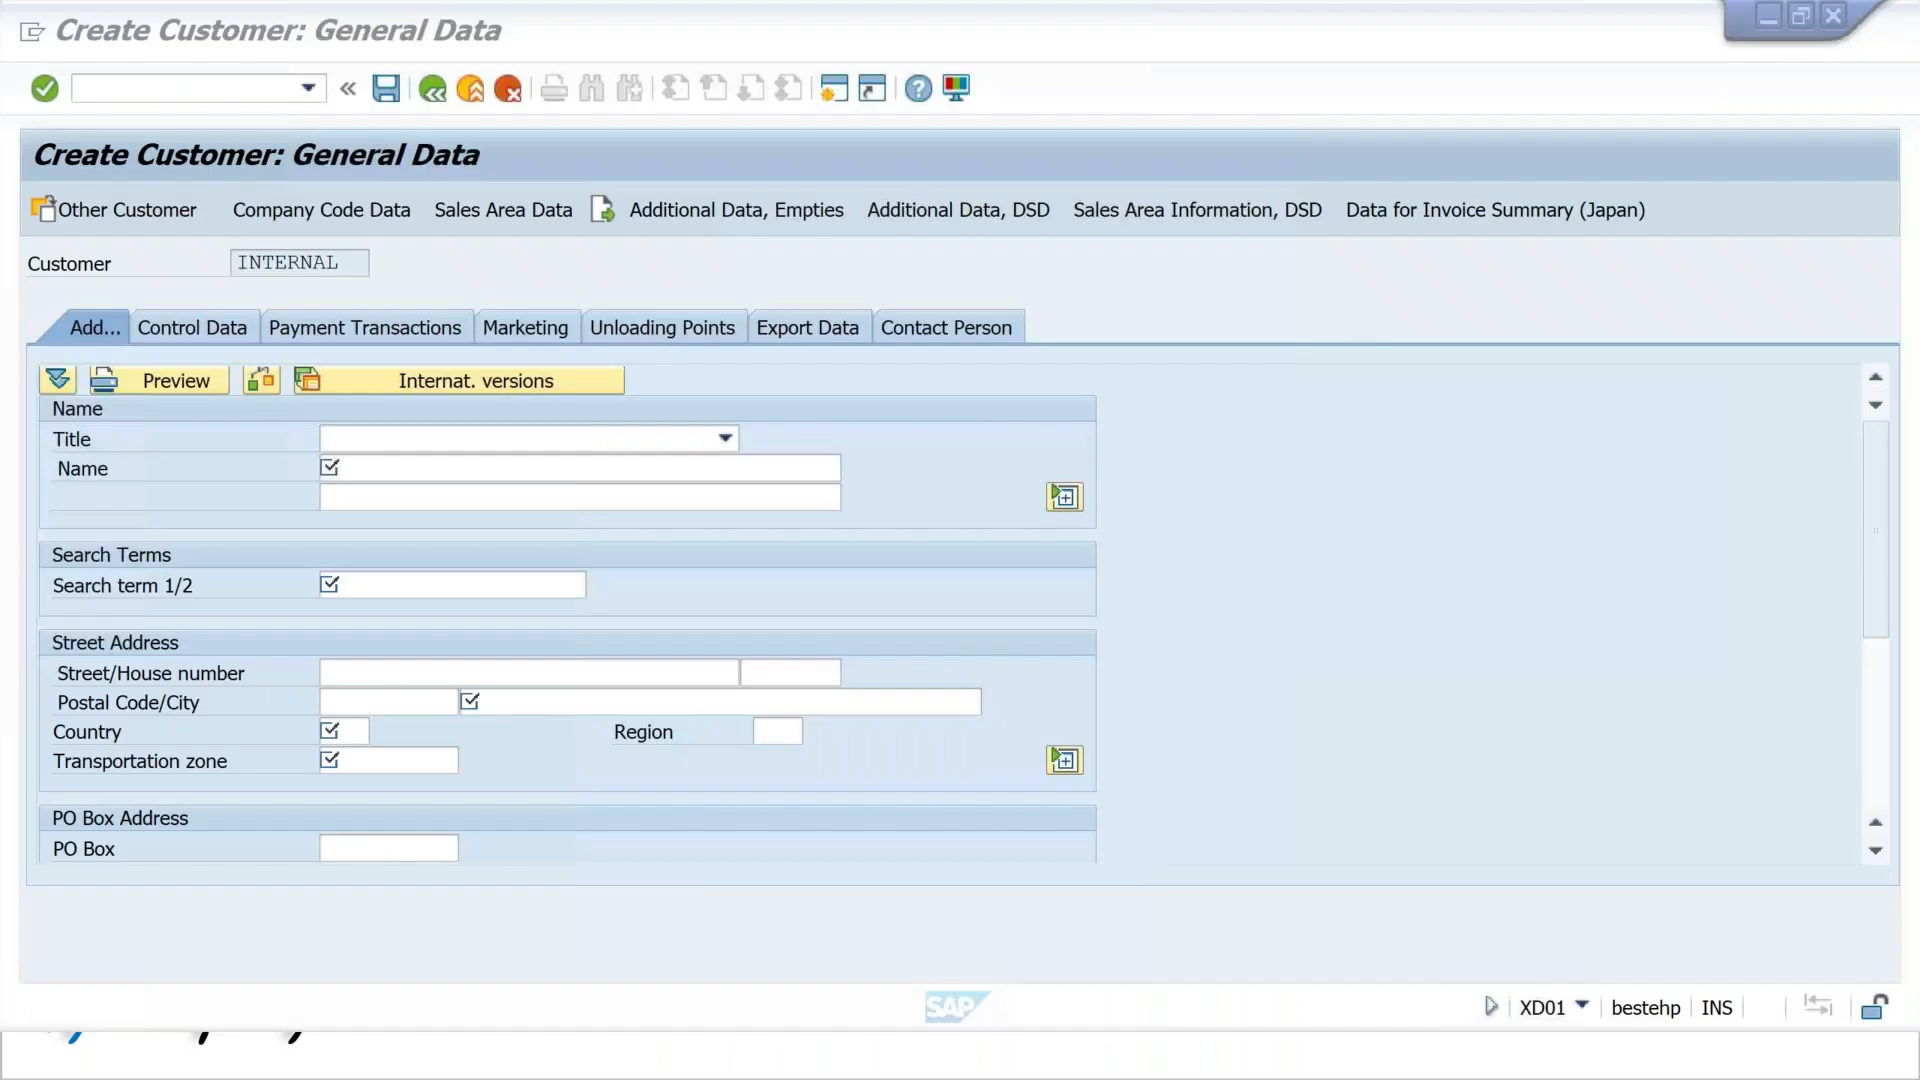 Create Customer: General Data
Create Customer: General Data
Other Customer Company Code Data Sales Area Data Additional Data, Empties Additional Data, DSD Sales Area Information, DSD Data for Invoice Summary (Japan)
Customer INTERNAL
Add... Control Data Payment Transactions Marketing Unloading Points Export Data Contact Person
Preview Internat. versions
Name
Title
Name
Search Terms
Search term 1/2
Street Address
Street/House number
Postal Code/City
Country Region
Transportation zone
PO Box Address
PO Box
SAP XD01 bestehp INS